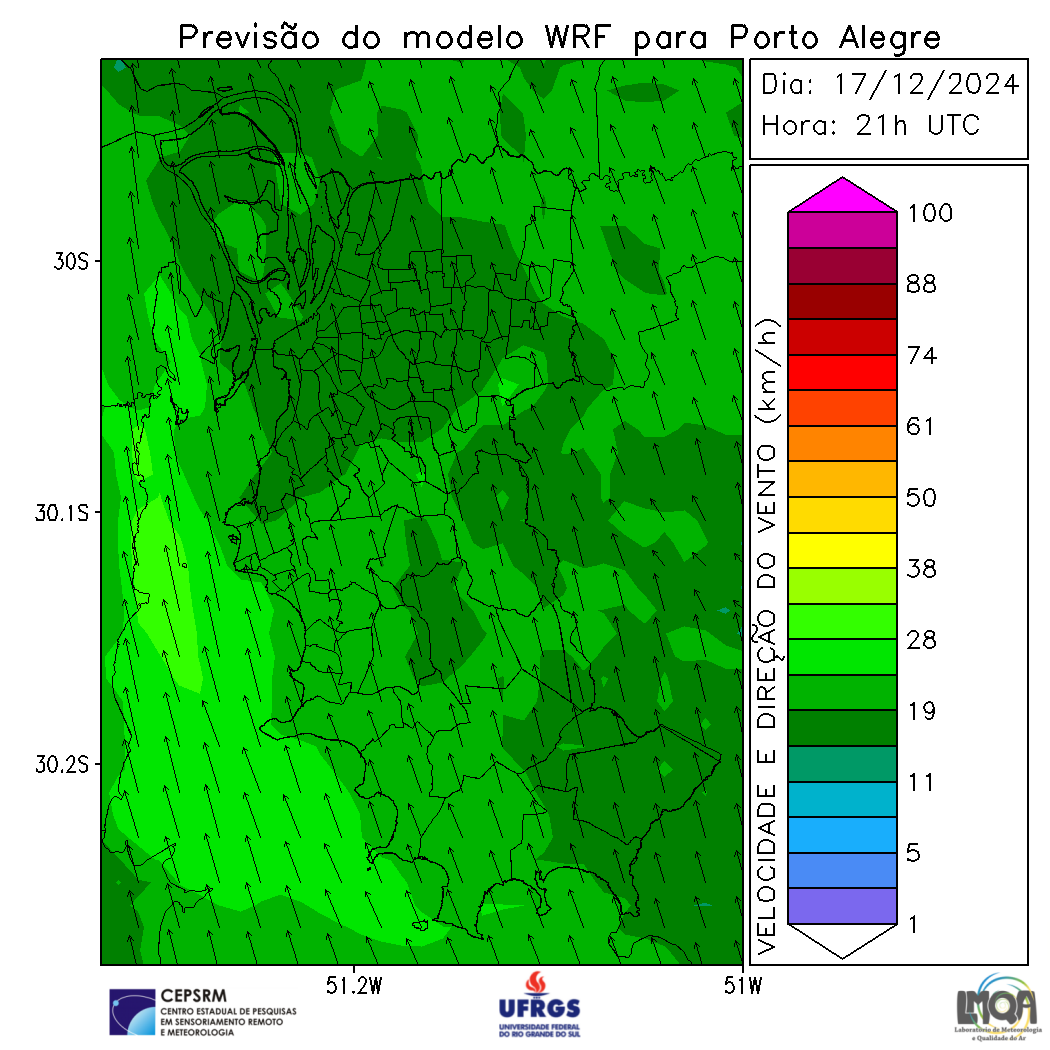 Previsão do modelo WRF para Porto Alegre
Dia: 17/12/2024
Hora: 21h UTC
30S
30.1S
30.2S
51.2W
51W
VELOCIDADE E DIREÇÃO DO VENTO (km/h)
100
88
74
61
50
38
28
19
11
5
1
CEPSRM
CENTRO ESTADUAL DE PESQUISAS
EM SENSORIAMENTO REMOTO
E METEOROLOGIA
UFRGS
UNIVERSIDADE FEDERAL
DO RIO GRANDE DO SUL
LMQA
Laboratório de Meteorologia
e Qualidade do Ar